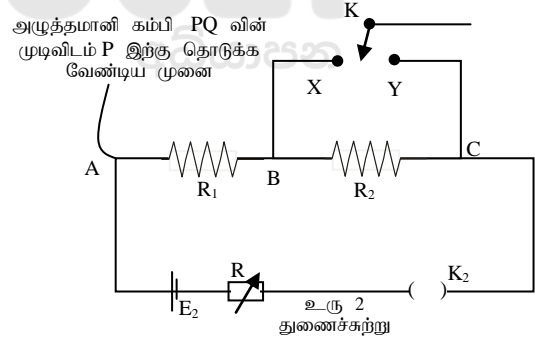 அழுத்தமானி கம்பி PQ வின்
முடிவிடம் P இற்கு தொடுக்க
வேண்டிய முனை
K
X
Y
A
B
C
R₁
R₂
R
K₂
( )
E₂
உரு 2
துணைச்சுற்று